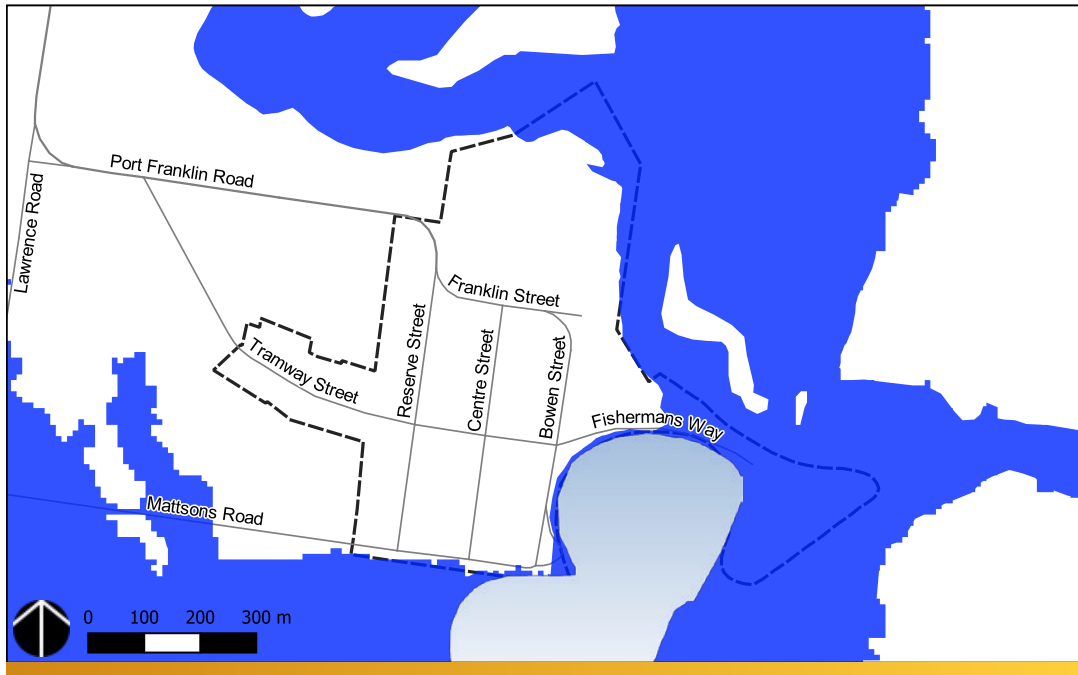 Port Franklin Road
Lawrence Road
Franklin Street
Reserve Street
Centre Street
Bowen Street
Tramway Street
Fishermans Way
Mattsons Road
0 100 200 300 m